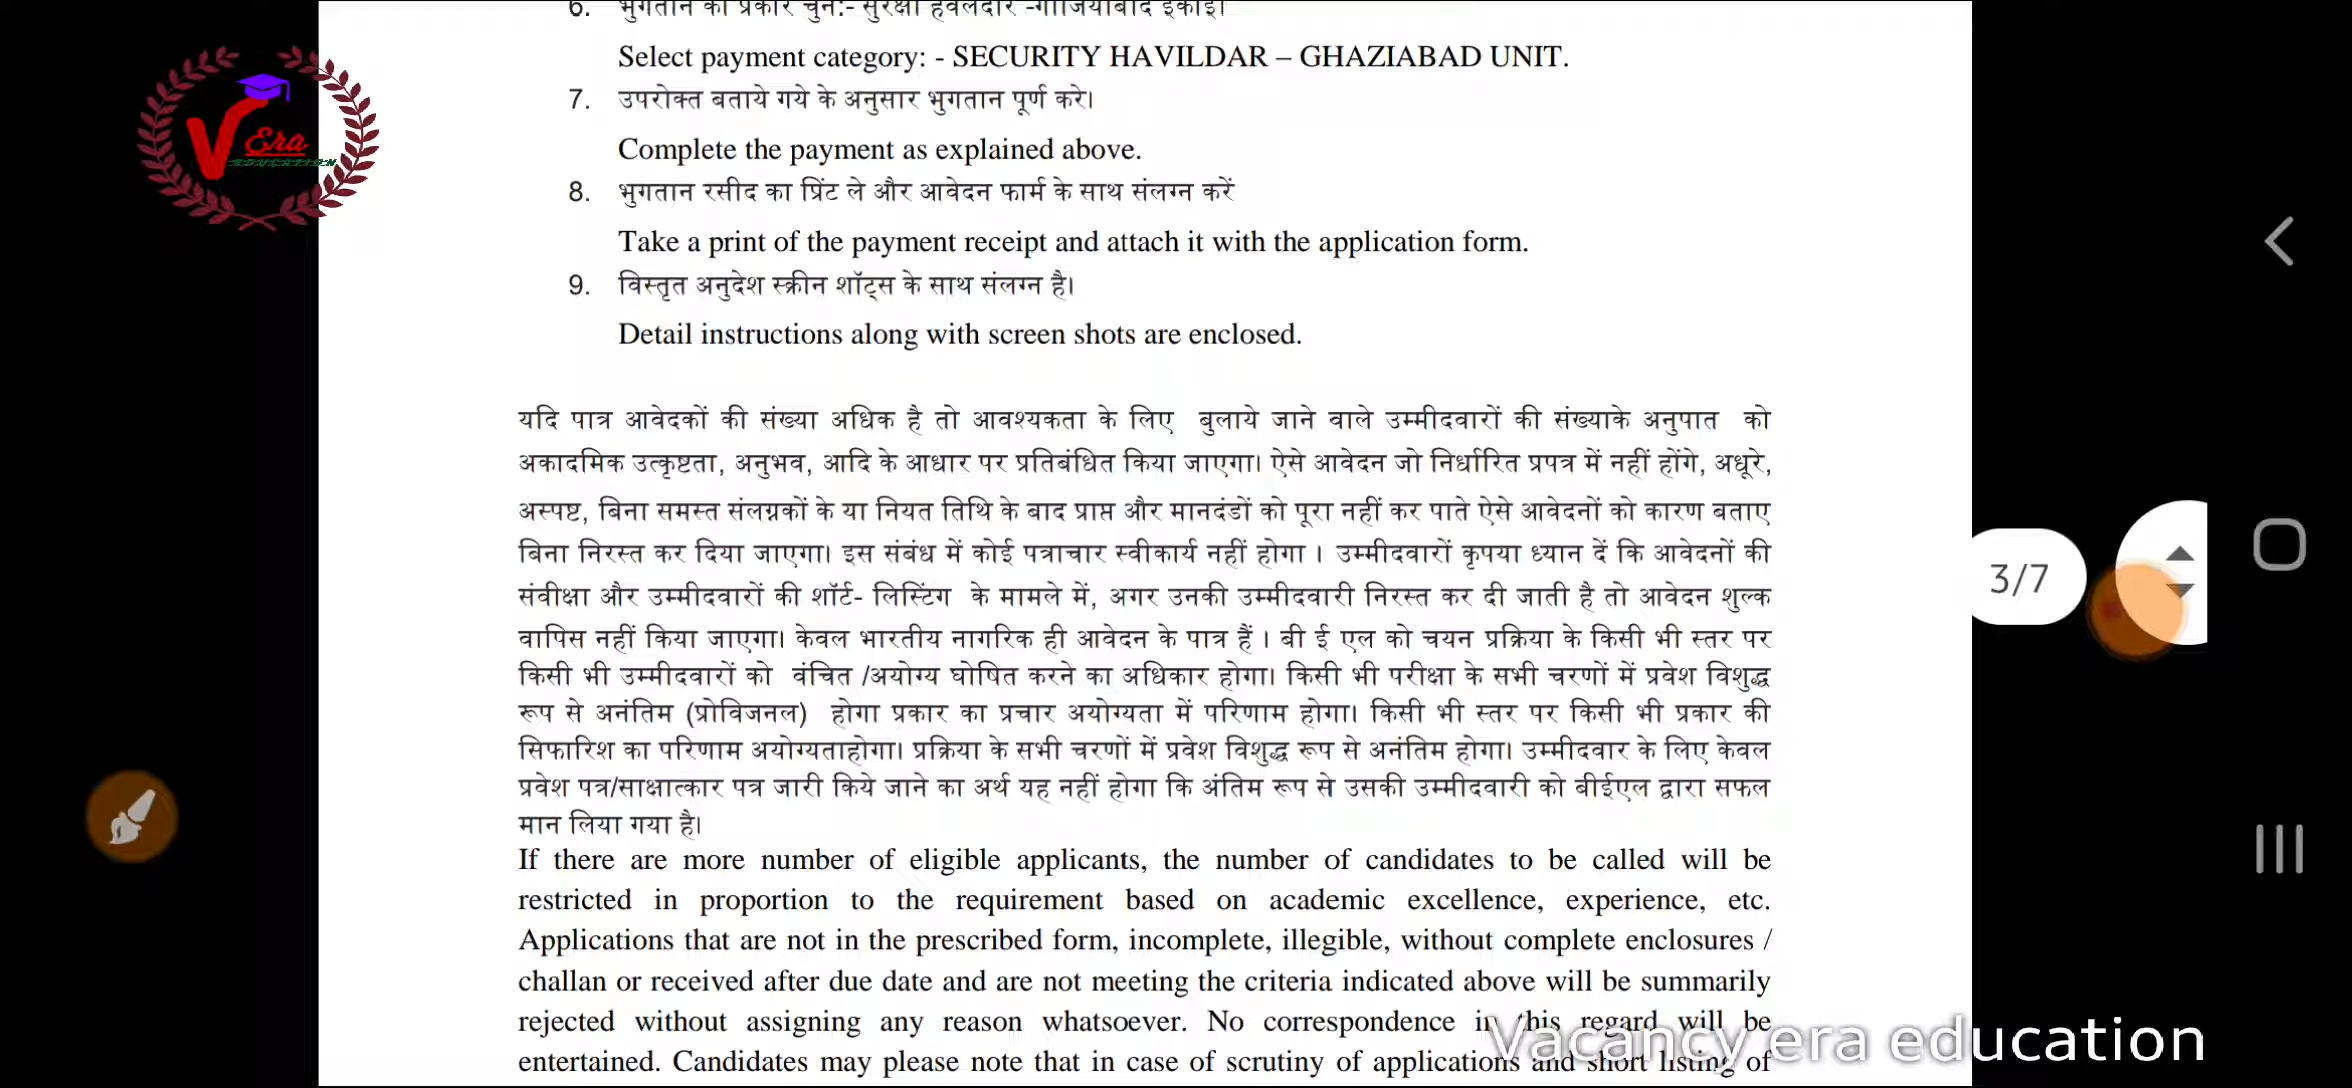 6. भुगतान का प्रकार चुनें:- सुरक्षा हवलदार -गाजियाबाद इकाई।
Select payment category: - SECURITY HAVILDAR – GHAZIABAD UNIT.
7. उपरोक्त बताये गये के अनुसार भुगतान पूर्ण करे।
Complete the payment as explained above.
8. भुगतान रसीद का प्रिंट ले और आवेदन फार्म के साथ संलग्न करें
Take a print of the payment receipt and attach it with the application form.
9. विस्तृत अनुदेश स्क्रीन शॉट्स के साथ संलग्न है।
Detail instructions along with screen shots are enclosed.
यदि पात्र आवेदकों की संख्या अधिक है तो आवश्यकता के लिए बुलाये जाने वाले उम्मीदवारों की संख्याके अनुपात को
अकादमिक उत्कृष्टता, अनुभव, आदि के आधार पर प्रतिबंधित किया जाएगा। ऐसे आवेदन जो निर्धारित प्रपत्र में नहीं होंगे, अधूरे,
अस्पष्ट, बिना समस्त संलग्नकों के या नियत तिथि के बाद प्राप्त और मानदंडों को पूरा नहीं कर पाते ऐसे आवेदनों को कारण बताए
बिना निरस्त कर दिया जाएगा। इस संबंध में कोई पत्राचार स्वीकार्य नहीं होगा । उम्मीदवारों कृपया ध्यान दें कि आवेदनों की
संवीक्षा और उम्मीदवारों की शॉर्ट- लिस्टिंग के मामले में, अगर उनकी उम्मीदवारी निरस्त कर दी जाती है तो आवेदन शुल्क
वापिस नहीं किया जाएगा। केवल भारतीय नागरिक ही आवेदन के पात्र हैं । बी ई एल को चयन प्रक्रिया के किसी भी स्तर पर
किसी भी उम्मीदवारों को वंचित /अयोग्य घोषित करने का अधिकार होगा। किसी भी परीक्षा के सभी चरणों में प्रवेश विशुद्ध
रूप से अनंतिम (प्रोविजनल) होगा प्रकार का प्रचार अयोग्यता में परिणाम होगा। किसी भी स्तर पर किसी भी प्रकार की
सिफारिश का परिणाम अयोग्यताहोगा। प्रक्रिया के सभी चरणों में प्रवेश विशुद्ध रूप से अनंतिम होगा। उम्मीदवार के लिए केवल
प्रवेश पत्र/साक्षात्कार पत्र जारी किये जाने का अर्थ यह नहीं होगा कि अंतिम रूप से उसकी उम्मीदवारी को बीईएल द्वारा सफल
मान लिया गया है।
If there are more number of eligible applicants, the number of candidates to be called will be
restricted in proportion to the requirement based on academic excellence, experience, etc.
Applications that are not in the prescribed form, incomplete, illegible, without complete enclosures /
challan or received after due date and are not meeting the criteria indicated above will be summarily
rejected without assigning any reason whatsoever. No correspondence in this regard will be
entertained. Candidates may please note that in case of scrutiny of applications and short listing of
V Era
EDUCATION
3/7
Vacancy era education